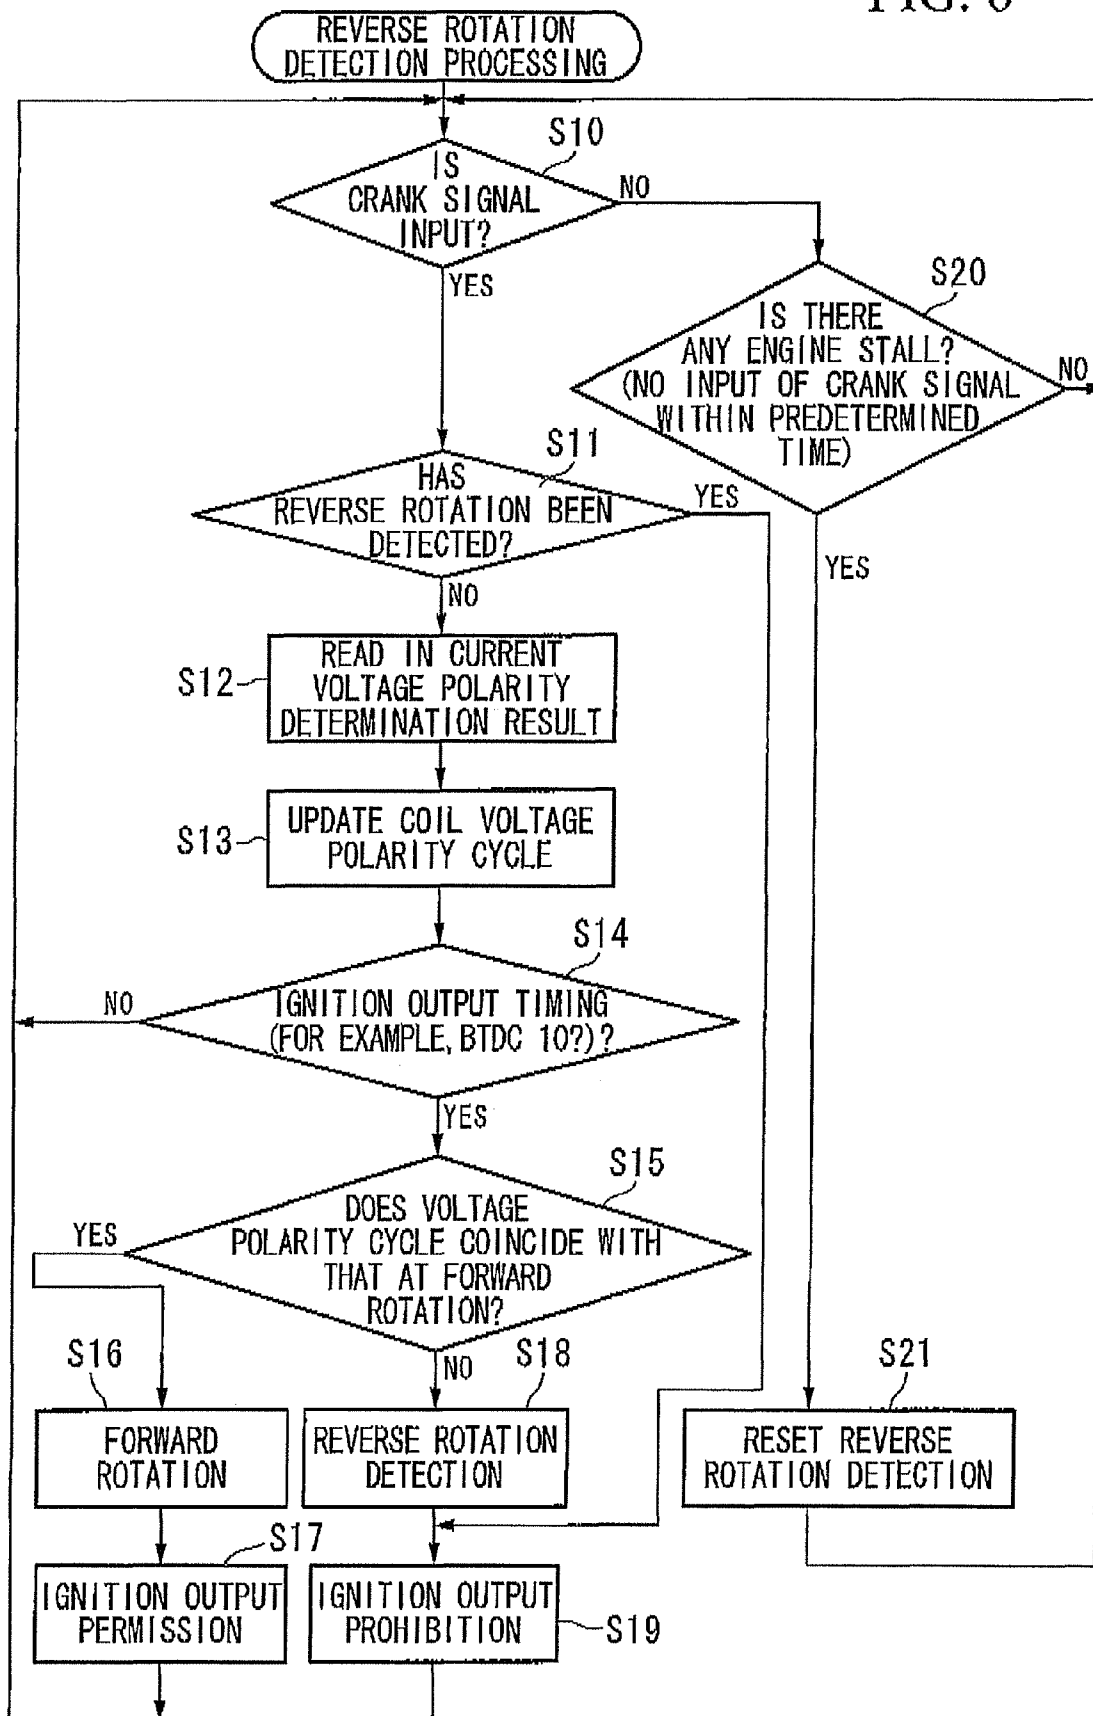 FIG. 6
REVERSE ROTATION
DETECTION PROCESSING
S10
IS
CRANK SIGNAL
INPUT?
NO
YES
S20
IS THERE
ANY ENGINE STALL?
(NO INPUT OF CRANK SIGNAL
WITHIN PREDETERMINED
TIME)
NO
YES
S11
HAS
REVERSE ROTATION BEEN
DETECTED?
YES
NO
S12
READ IN CURRENT
VOLTAGE POLARITY
DETERMINATION RESULT
S13
UPDATE COIL VOLTAGE
POLARITY CYCLE
S14
IGNITION OUTPUT TIMING
(FOR EXAMPLE, BTDC 10?)?
NO
YES
S15
DOES VOLTAGE
POLARITY CYCLE COINCIDE WITH
THAT AT FORWARD
ROTATION?
YES
NO
S16
FORWARD
ROTATION
S18
REVERSE ROTATION
DETECTION
S21
RESET REVERSE
ROTATION DETECTION
S17
IGNITION OUTPUT
PERMISSION
IGNITION OUTPUT
PROHIBITION
S19